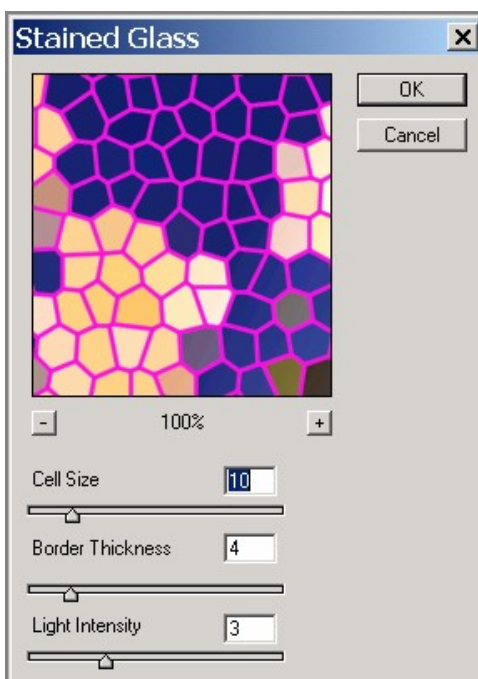 Stained Glass
OK
Cancel
- 100% +
Cell Size 10
Border Thickness 4
Light Intensity 3